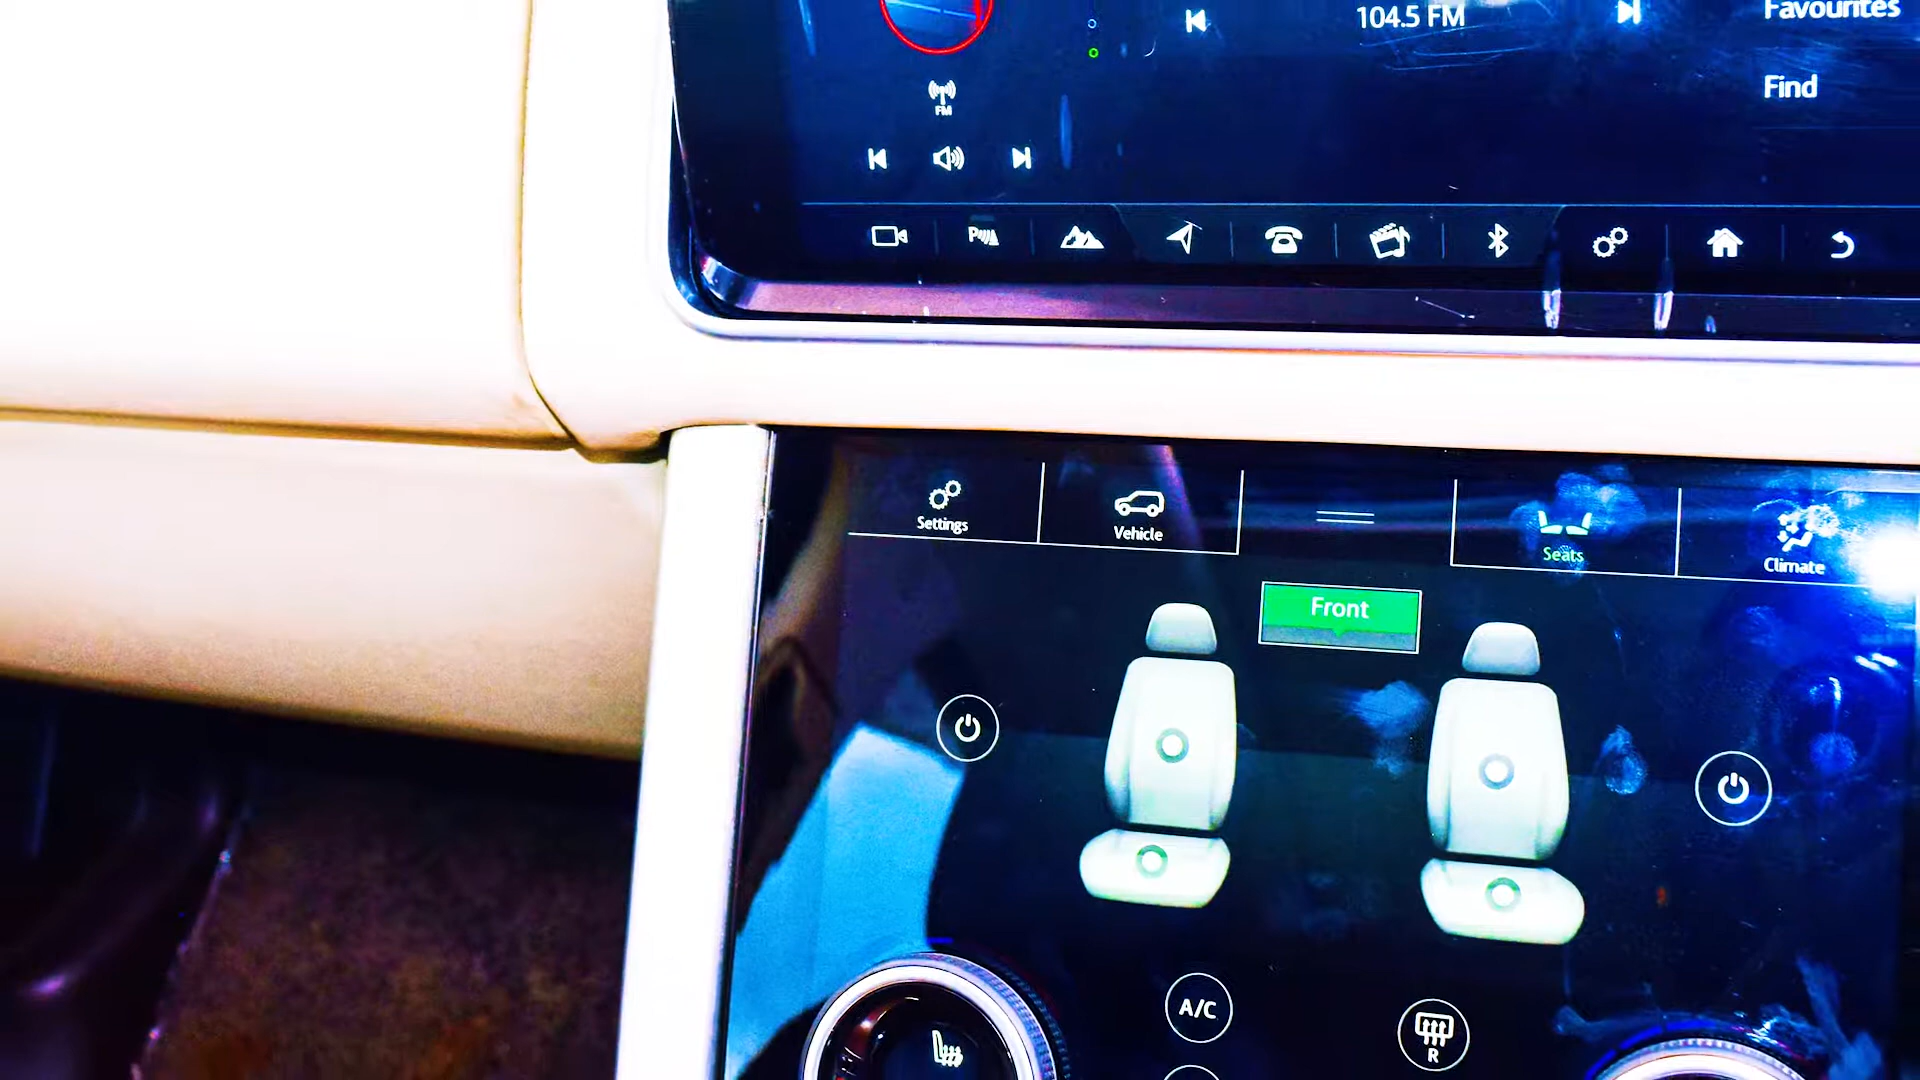 104.5 FM
Favourites
Find
FM
Settings
Vehicle
Seats
Climate
Front
A/C
R